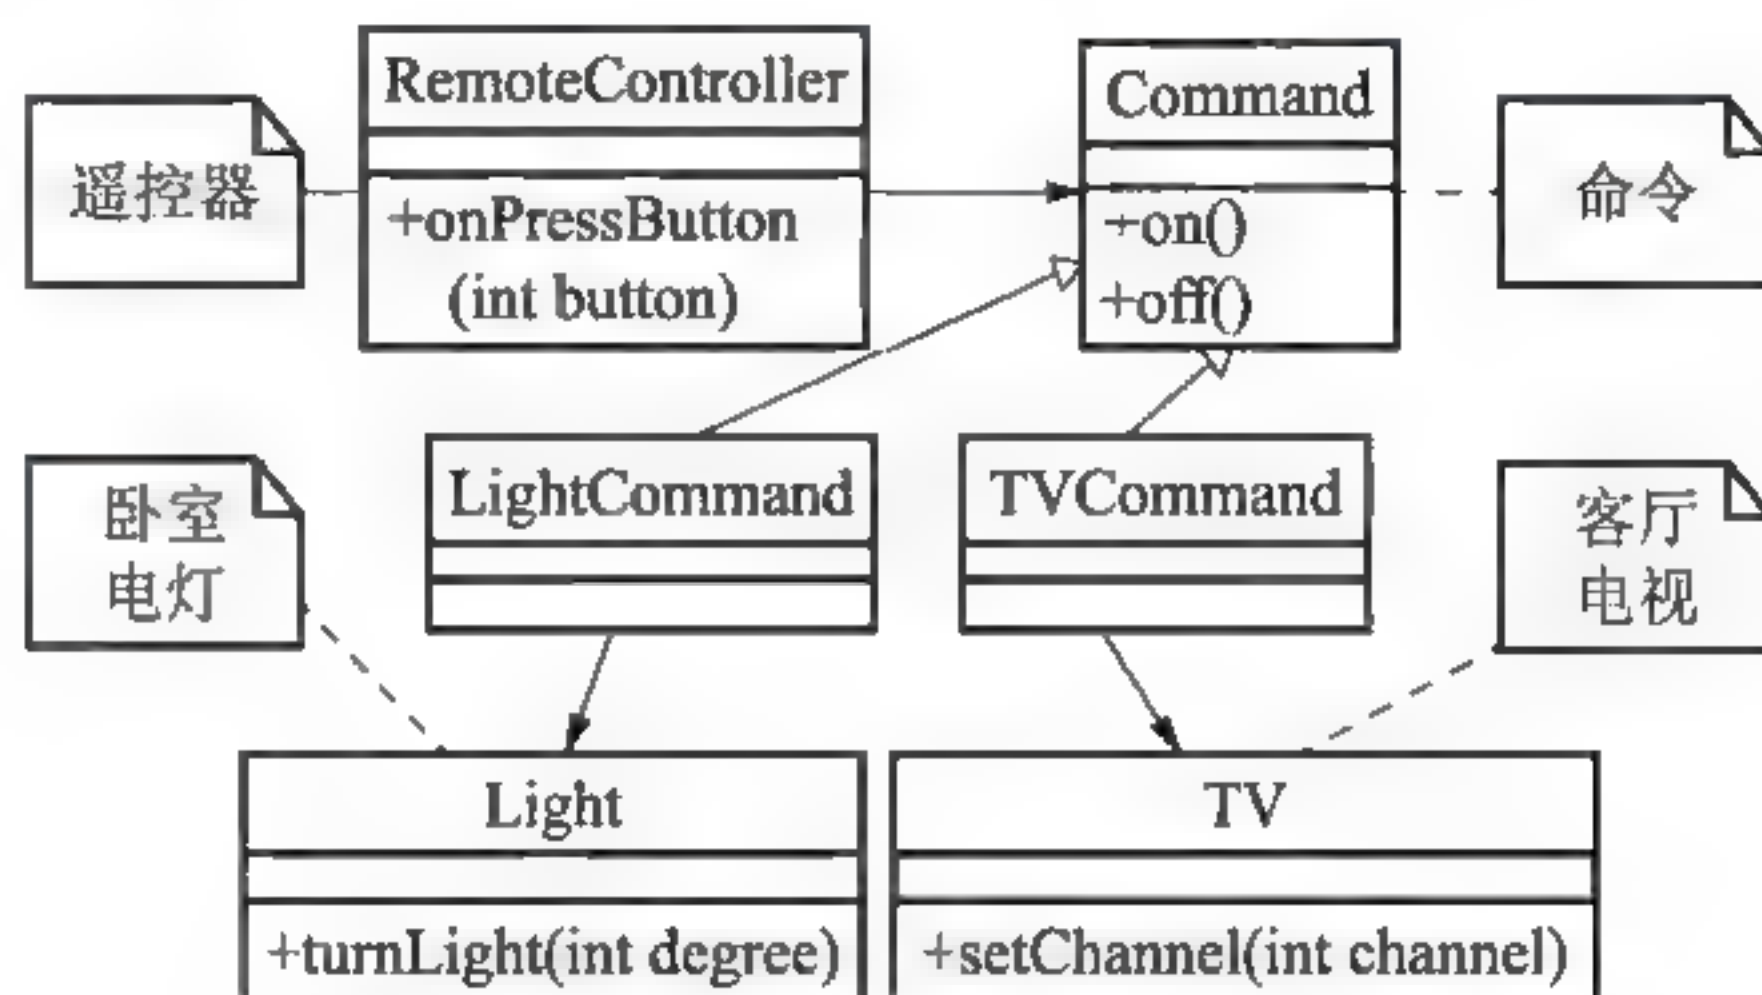 RemoteController
Command
遥控器
命令
+onPressButton
(int button)
+on()
+off()
卧室
电灯
LightCommand
TVCommand
客厅
电视
Light
TV
+turnLight(int degree)
+setChannel(int channel)